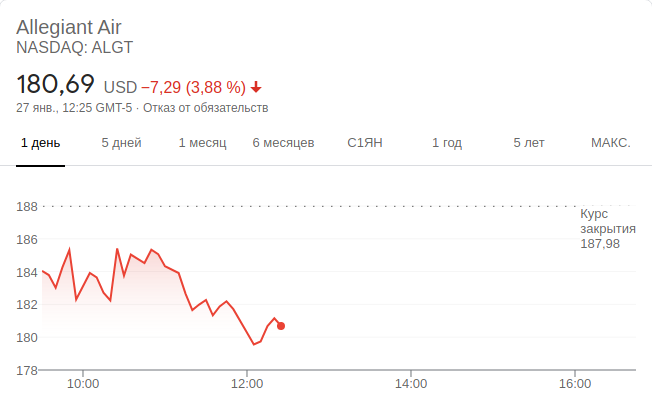 Allegiant Air
NASDAQ: ALGT
180,69 USD −7,29 (3,88 %)
27 янв., 12:25 GMT-5 · Отказ от обязательств
1 день 5 дней 1 месяц 6 месяцев С1ЯН 1 год 5 лет МАКС.
188
Курс
закрытия
187,98
186
184
182
180
178
10:00 12:00 14:00 16:00